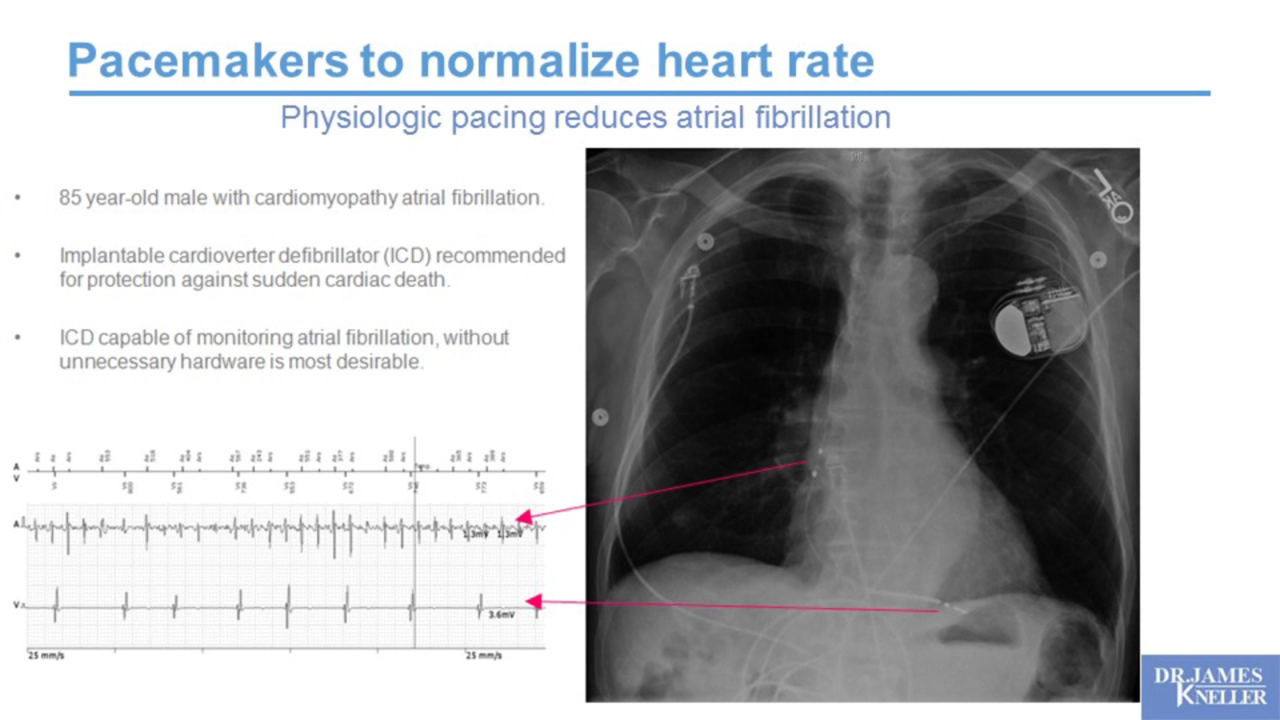 Pacemakers to normalize heart rate
Physiologic pacing reduces atrial fibrillation
• 85 year-old male with cardiomyopathy atrial fibrillation.
• Implantable cardioverter defibrillator (ICD) recommended
for protection against sudden cardiac death.
• ICD capable of monitoring atrial fibrillation, without
unnecessary hardware is most desirable.
A
V
A
1.3mV 1.3mV
V
3.6mV
25 mm/s 25 mm/s
DR.JAMES
KNELLER